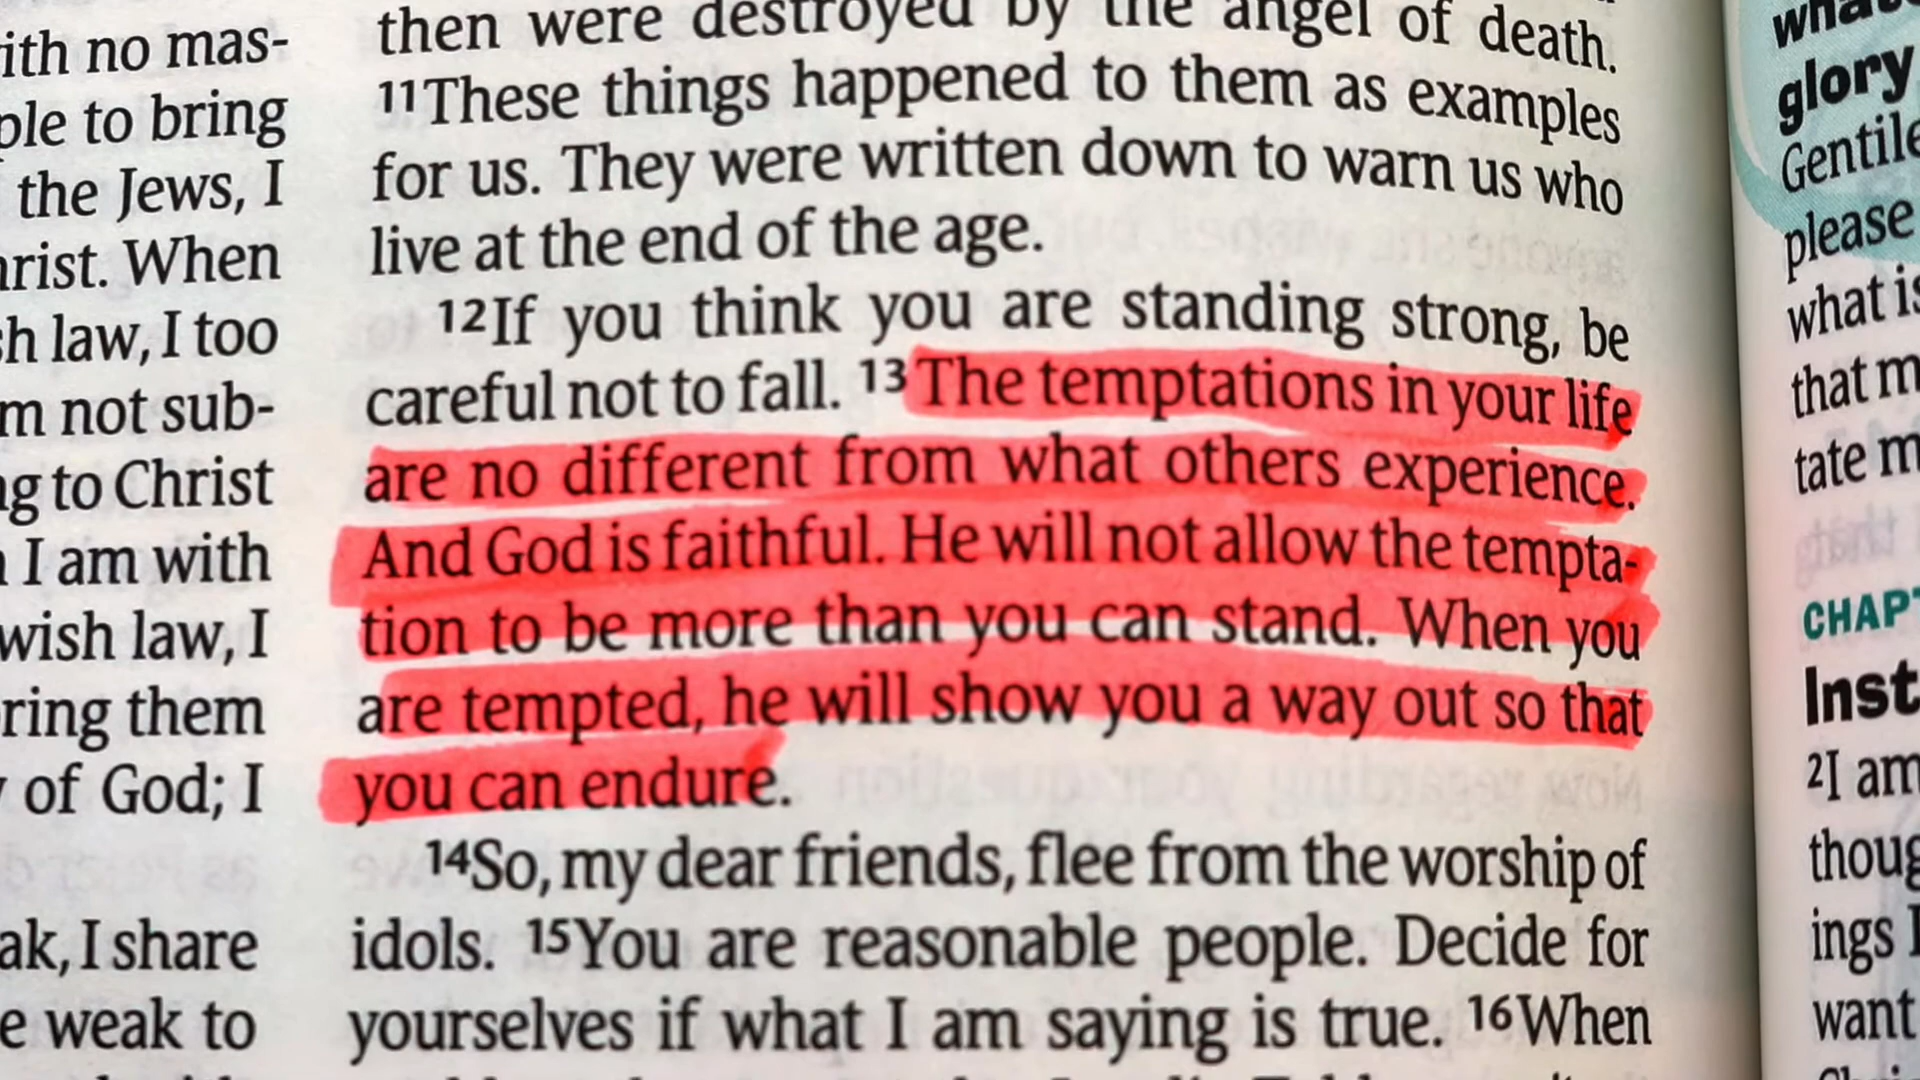 ith no mas-
ple to bring
the Jews, I
hrist. When
sh law, I too
m not sub-
ng to Christ
I am with
wish law, I
ring them
of God; I
ak, I share
e weak to
then were destroyed by the angel of death.
11These things happened to them as examples
for us. They were written down to warn us who
live at the end of the age.
12If you think you are standing strong, be
careful not to fall. 13The temptations in your life
are no different from what others experience.
And God is faithful. He will not allow the tempta-
tion to be more than you can stand. When you
are tempted, he will show you a way out so that
you can endure.
14So, my dear friends, flee from the worship of
idols. 15You are reasonable people. Decide for
yourselves if what I am saying is true. 16When
glory
Gentile
please
what is
that m
tate m
CHAPT
Inst
2I am
thoug
ings I
want